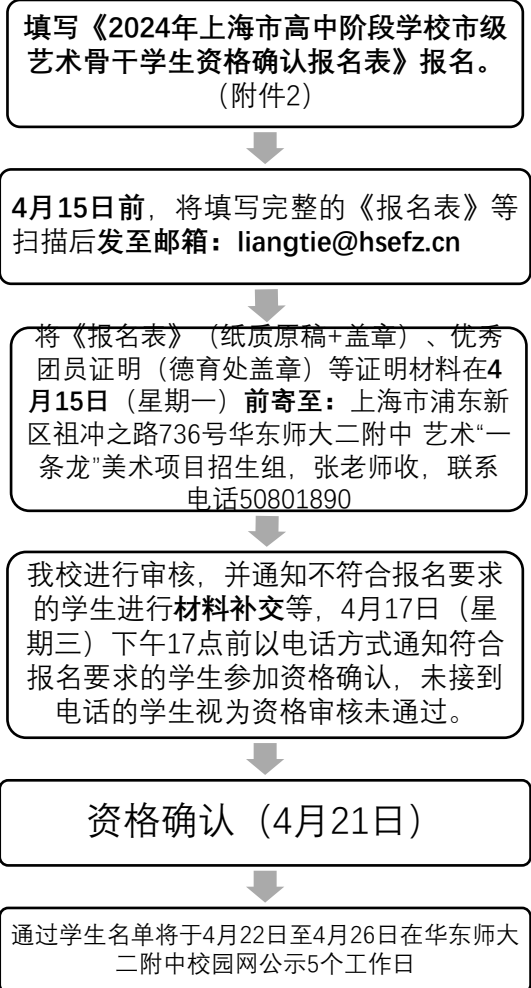 填写《2024年上海市高中阶段学校市级
艺术骨干学生资格确认报名表》报名。
（附件2）
4月15日前，将填写完整的《报名表》等
扫描后发至邮箱：liangtie@hsefz.cn
将《报名表》（纸质原稿+盖章）、优秀
团员证明（德育处盖章）等证明材料在4
月15日（星期一）前寄至：上海市浦东新
区祖冲之路736号华东师大二附中 艺术“一
条龙”美术项目招生组，张老师收，联系
电话50801890
我校进行审核，并通知不符合报名要求
的学生进行材料补交等，4月17日（星
期三）下午17点前以电话方式通知符合
报名要求的学生参加资格确认，未接到
电话的学生视为资格审核未通过。
资格确认（4月21日）
通过学生名单将于4月22日至4月26日在华东师大
二附中校园网公示5个工作日